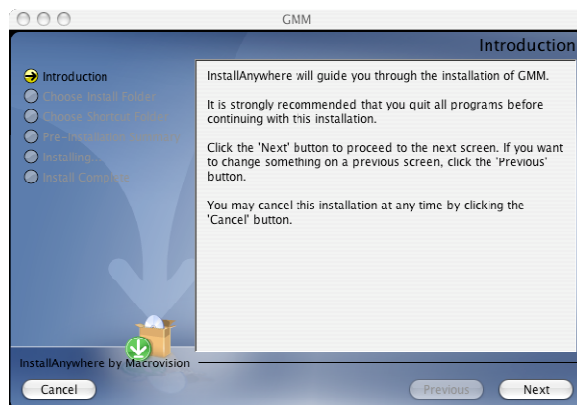 GMM
Introduction
Introduction
Choose Install Folder
Choose Shortcut Folder
Pre-Installation Summary
Installing...
Install Complete
InstallAnywhere will guide you through the installation of GMM.
It is strongly recommended that you quit all programs before
continuing with this installation.
Click the 'Next' button to proceed to the next screen. If you want
to change something on a previous screen, click the 'Previous'
button.
You may cancel this installation at any time by clicking the
'Cancel' button.
InstallAnywhere by Macrovision
Cancel
Previous
Next